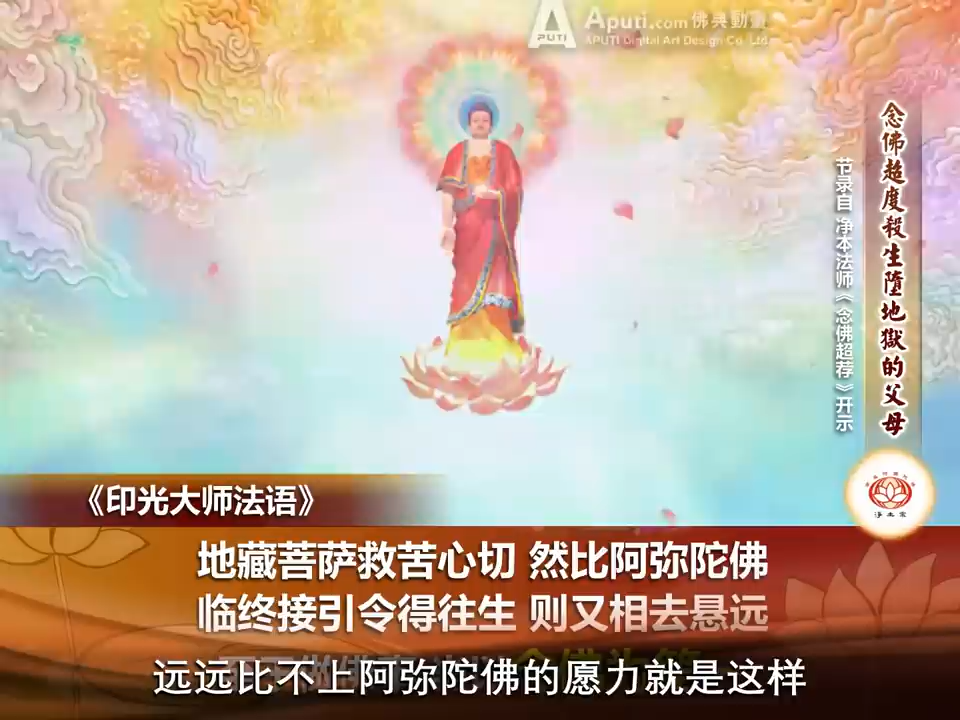 Aputi.com佛典動畫
APUTI
APUTI Digital Art Design Co. Ltd.
念佛超度殺生墮地獄的父母
节录自 净本法师《念佛超荐》开示
净土宗
《印光大师法语》
地藏菩萨救苦心切 然比阿弥陀佛
临终接引令得往生 则又相去悬远
远远比不上阿弥陀佛的愿力就是这样